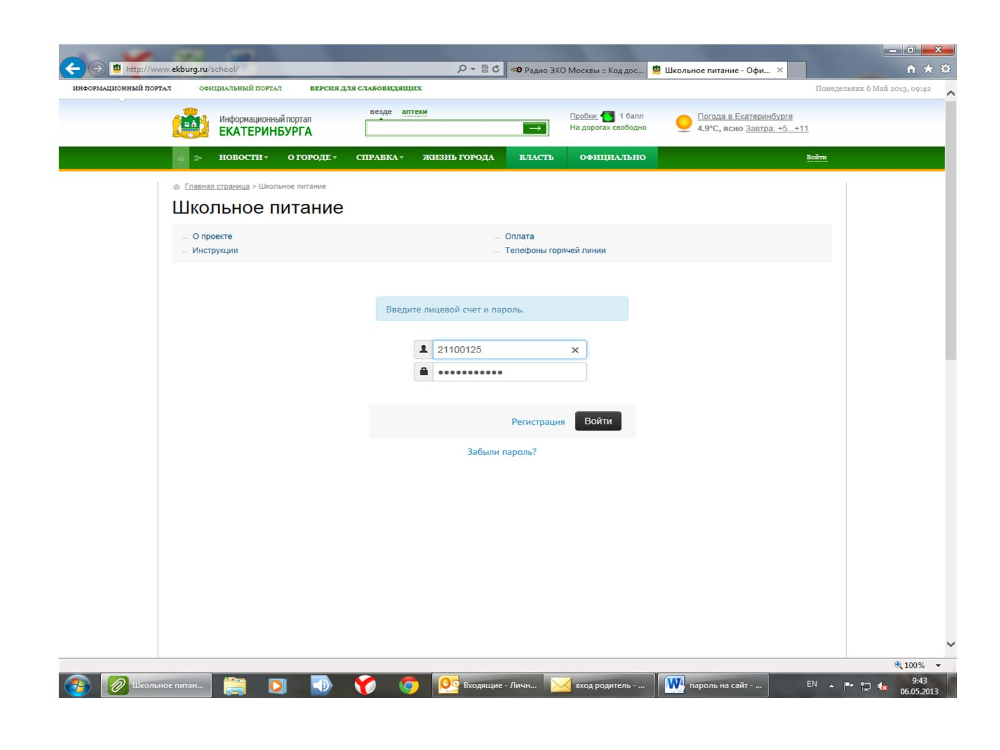 http://www.ekburg.ru/school/
Радио ЭХО Москвы :: Код дос...
Школьное питание - Офи...
ИНФОРМАЦИОННЫЙ ПОРТАЛ
ОФИЦИАЛЬНЫЙ ПОРТАЛ
ВЕРСИЯ ДЛЯ СЛАБОВИДЯЩИХ
Понедельник 6 Май 2013, 09:42
Информационный портал
ЕКАТЕРИНБУРГА
везде аптеки
Пробки: 1 балл
На дорогах свободно
Погода в Екатеринбурге
4.9°C, ясно Завтра: +5...+11
НОВОСТИ
О ГОРОДЕ
СПРАВКА
ЖИЗНЬ ГОРОДА
ВЛАСТЬ
ОФИЦИАЛЬНО
Войти
Главная страница > Школьное питание
Школьное питание
О проекте
Оплата
Инструкции
Телефоны горячей линии
Введите лицевой счет и пароль.
21100125
Регистрация
Войти
Забыли пароль?
100%
Школьное питан...
Входящие - Личн...
вход родитель - ...
пароль на сайт - ...
EN
9:43
06.05.2013